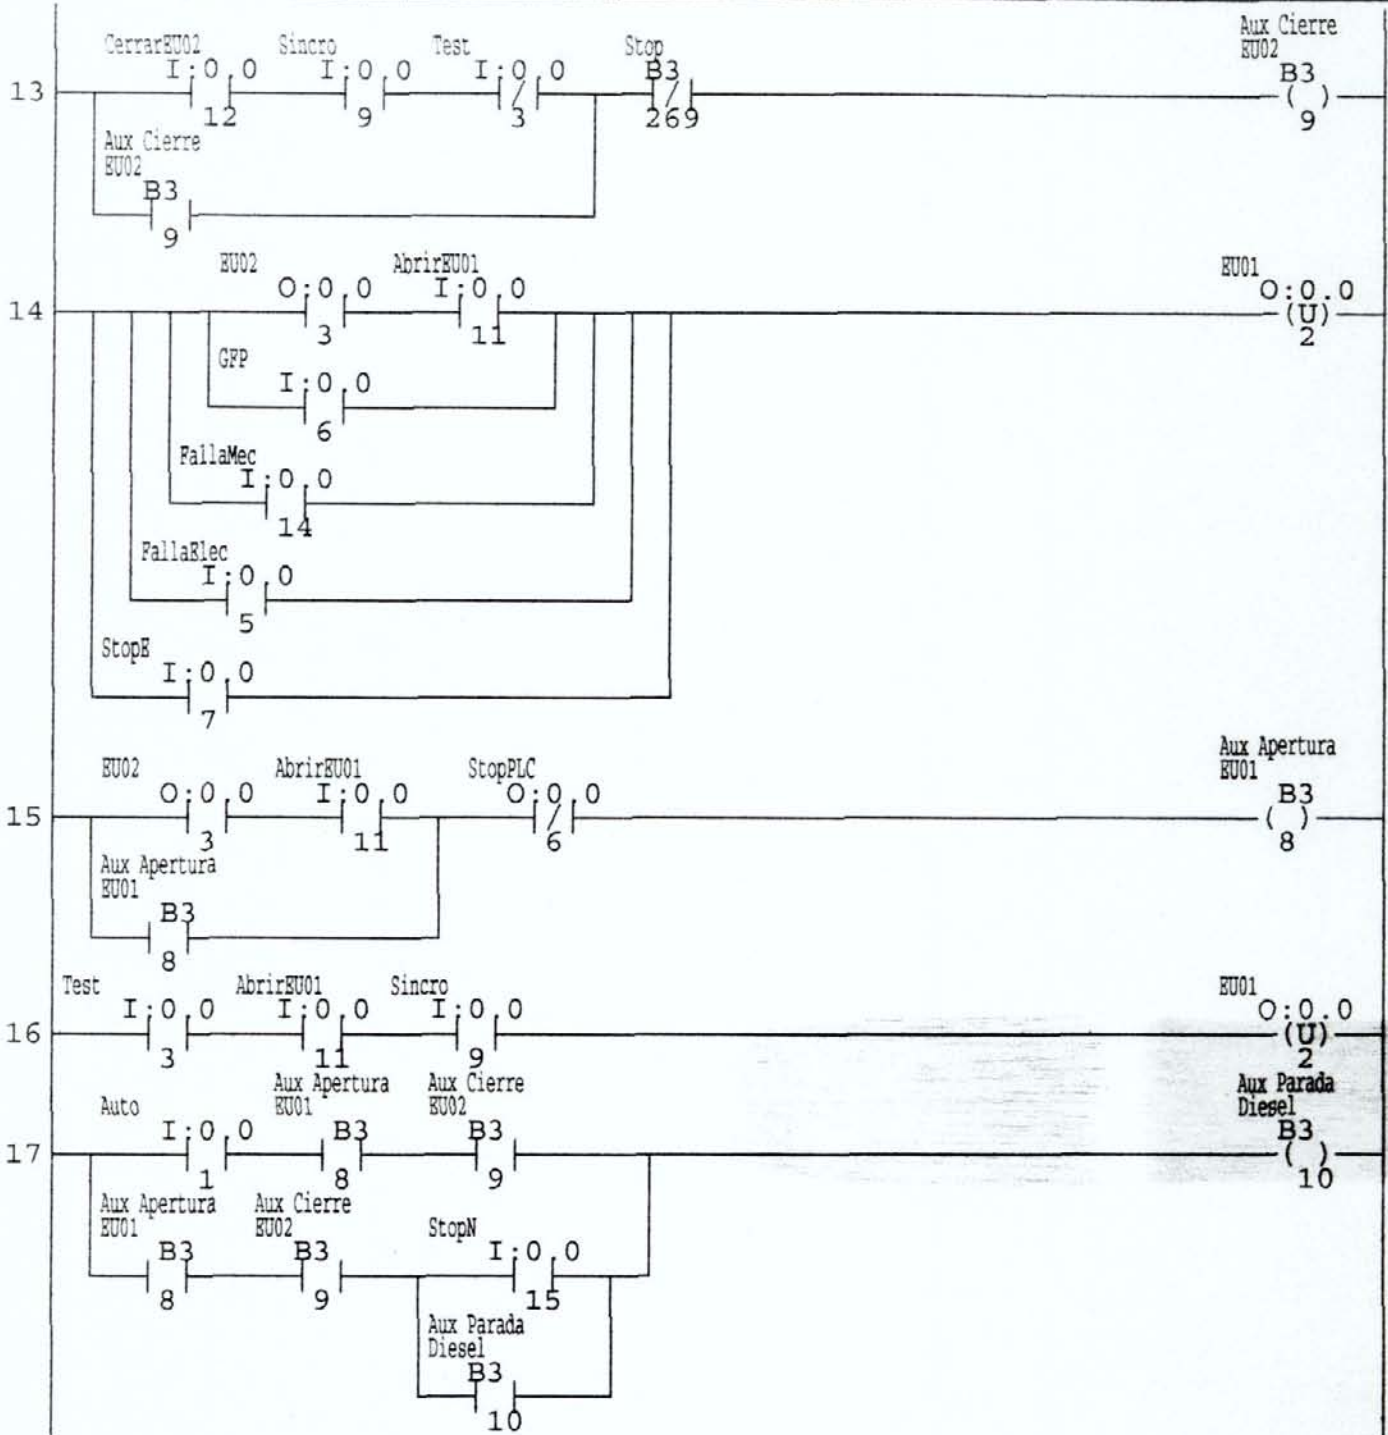 CerrarEU02 Sincro Test Stop Aux Cierre
EU02
I:0.0 I:0.0 I:0.0 B3 B3
13 ( )
12 9 3 269 9
Aux Cierre
EU02
B3
9
EU02 AbrirEU01 EU01
O:0.0 I:0.0 O:0.0
14 (U)
3 11 2
GFP
I:0.0
6
FallaMec
I:0.0
14
FallaElec
I:0.0
5
StopE
I:0.0
7
Aux Apertura
EU02 AbrirEU01 StopPLC EU01
O:0.0 I:0.0 O:0.0 B3
15 ( )
3 11 6 8
Aux Apertura
EU01
B3
8
Test AbrirEU01 Sincro EU01
I:0.0 I:0.0 I:0.0 O:0.0
16 (U)
3 11 9 2
Aux Apertura Aux Cierre Aux Parada
Auto EU01 EU02 Diesel
I:0.0 B3 B3 B3
17 ( )
1 8 9 10
Aux Apertura Aux Cierre
EU01 EU02 StopN
B3 B3 I:0.0
8 9 15
Aux Parada
Diesel
B3
10